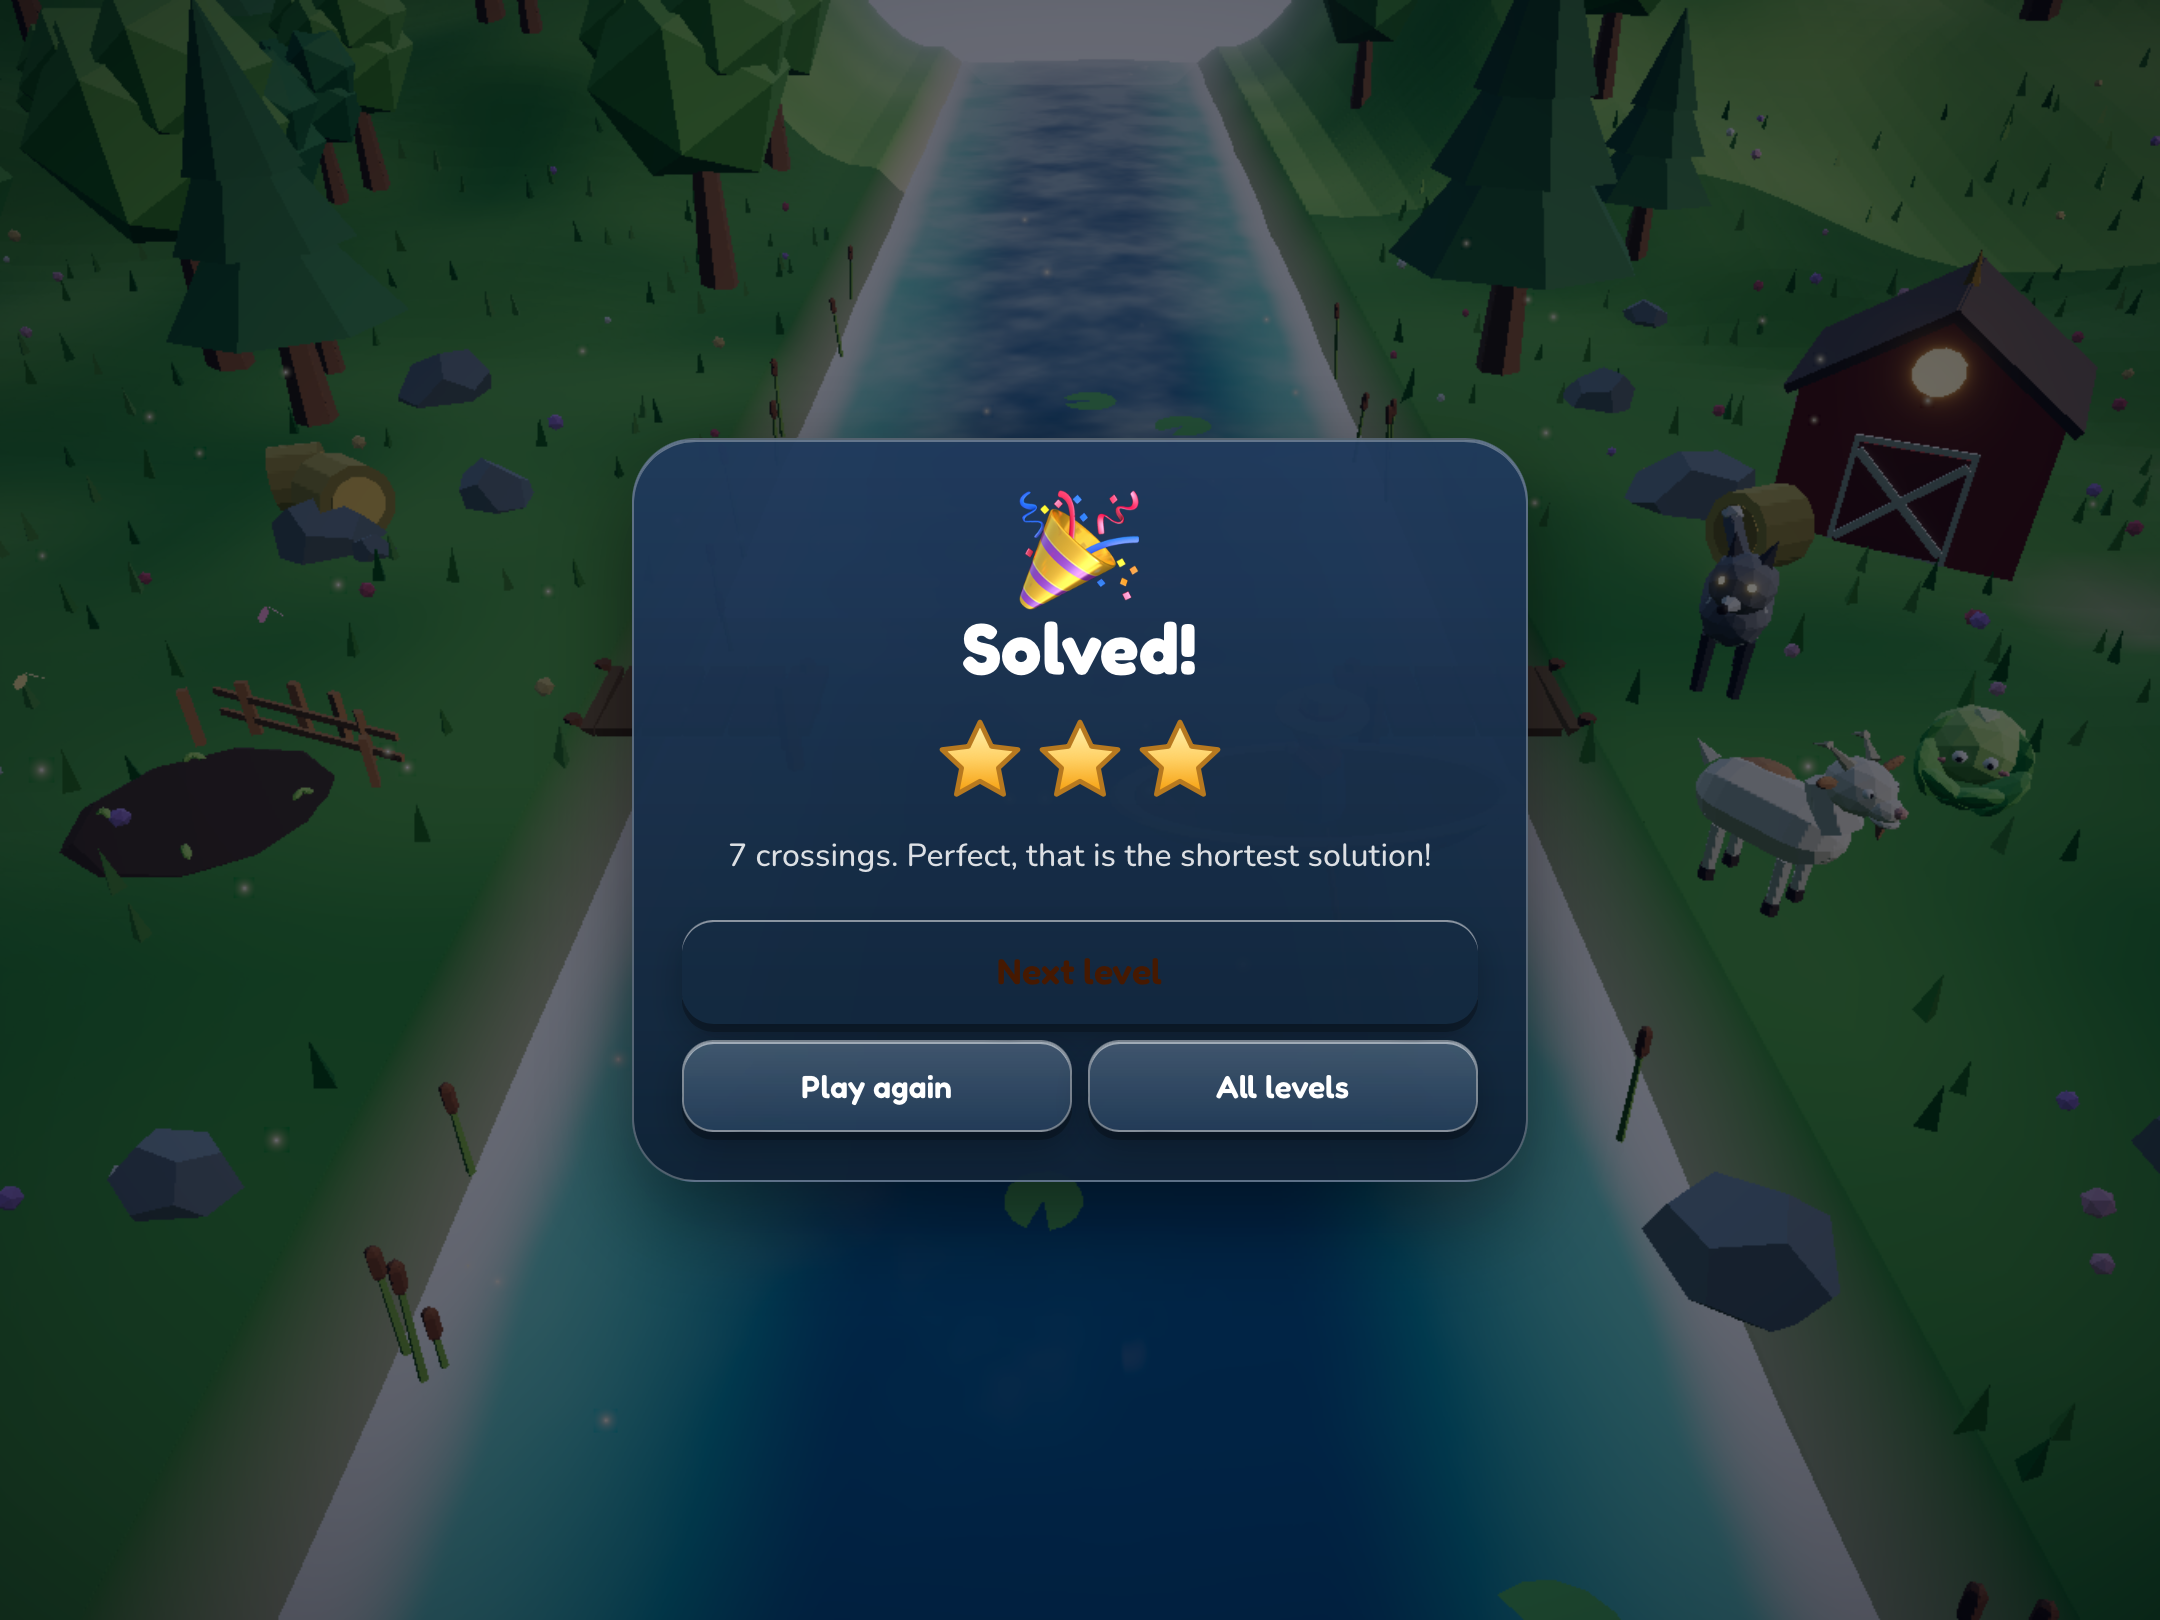 Solved!
7 crossings. Perfect, that is the shortest solution!
Next level
Play again
All levels